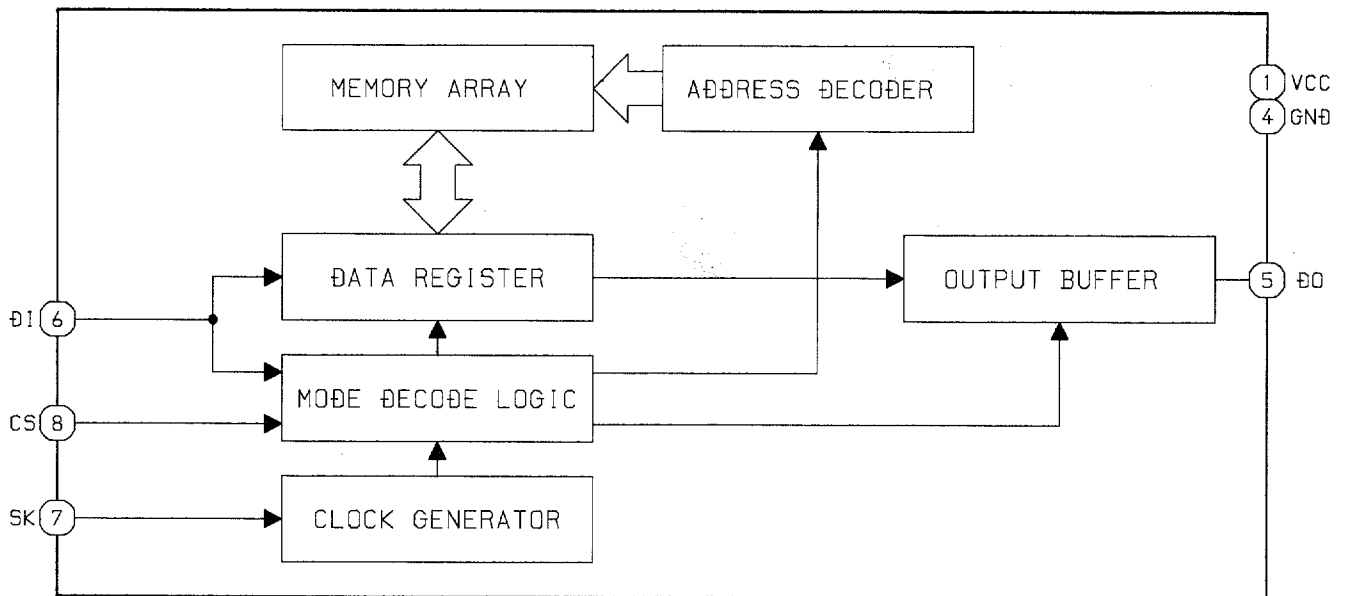 MEMORY ARRAY
ADDRESS DECODER
1 VCC
4 GND
DATA REGISTER
OUTPUT BUFFER
5 DO
DI 6
MODE DECODE LOGIC
CS 8
SK 7
CLOCK GENERATOR